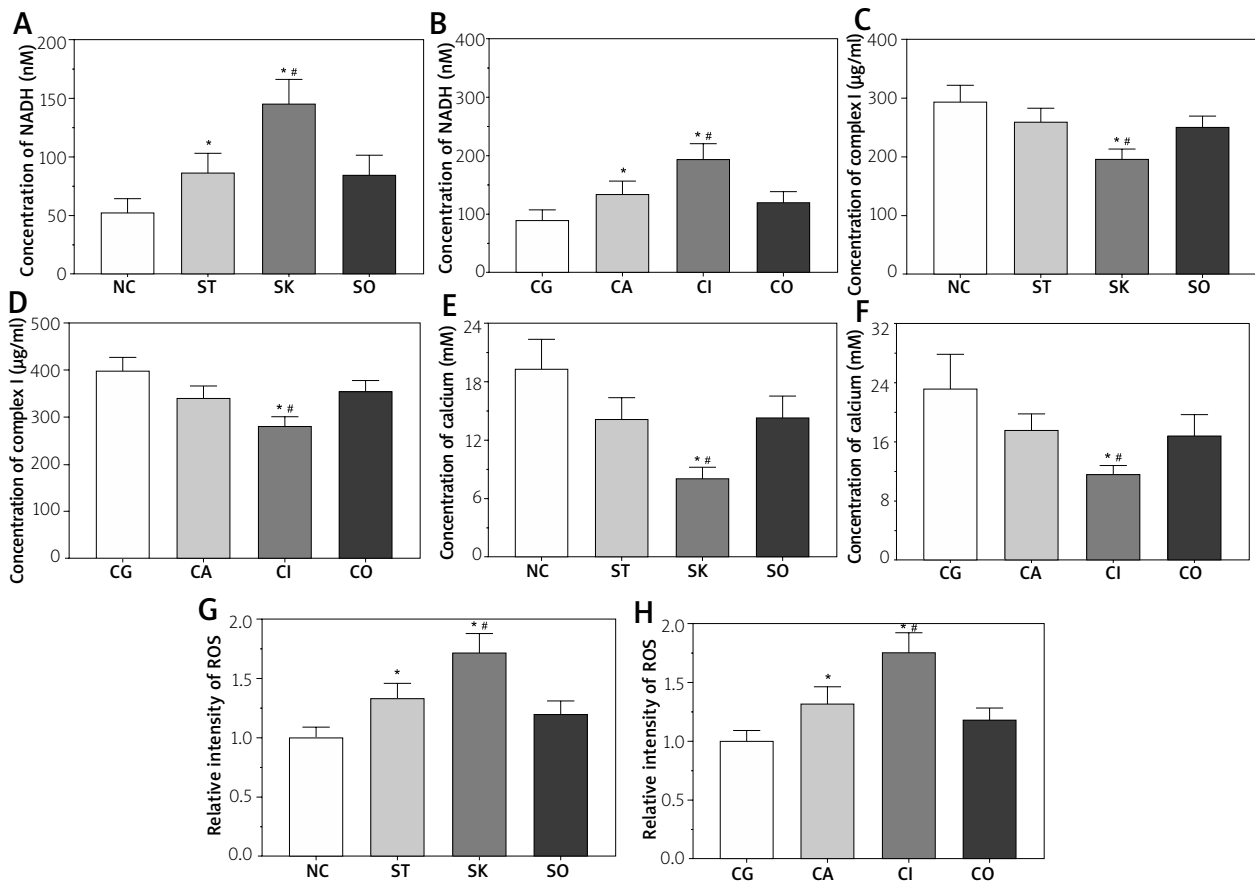 A
Concentration of NADH (nM)
200
150
100
50
0
*
* #
NC ST SK SO
B
Concentration of NADH (nM)
400
300
200
100
0
*
* #
CG CA CI CO
C
Concentration of complex I (µg/ml)
400
300
200
100
0
* #
NC ST SK SO
D
Concentration of complex I (µg/ml)
500
400
300
200
100
0
* #
CG CA CI CO
E
Concentration of calcium (mM)
24
18
12
6
0
* #
NC ST SK SO
F
Concentration of calcium (mM)
32
24
16
8
0
* #
CG CA CI CO
G
Relative intensity of ROS
2.0
1.5
1.0
0.5
0.0
*
* #
NC ST SK SO
H
Relative intensity of ROS
2.0
1.5
1.0
0.5
0.0
*
* #
CG CA CI CO